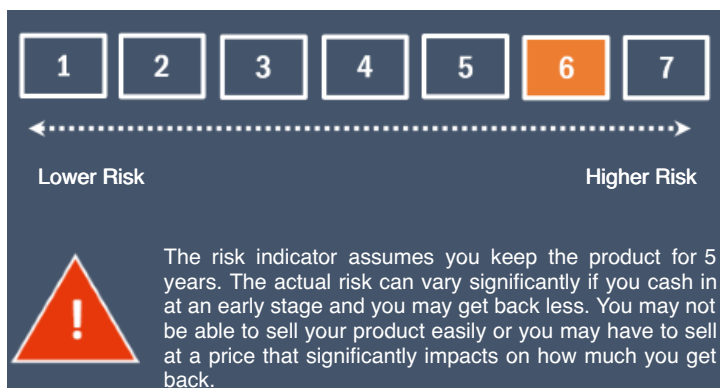 1 2 3 4 5 6 7
Lower Risk Higher Risk
!
The risk indicator assumes you keep the product for 5
years. The actual risk can vary significantly if you cash in
at an early stage and you may get back less. You may not
be able to sell your product easily or you may have to sell
at a price that significantly impacts on how much you get
back.